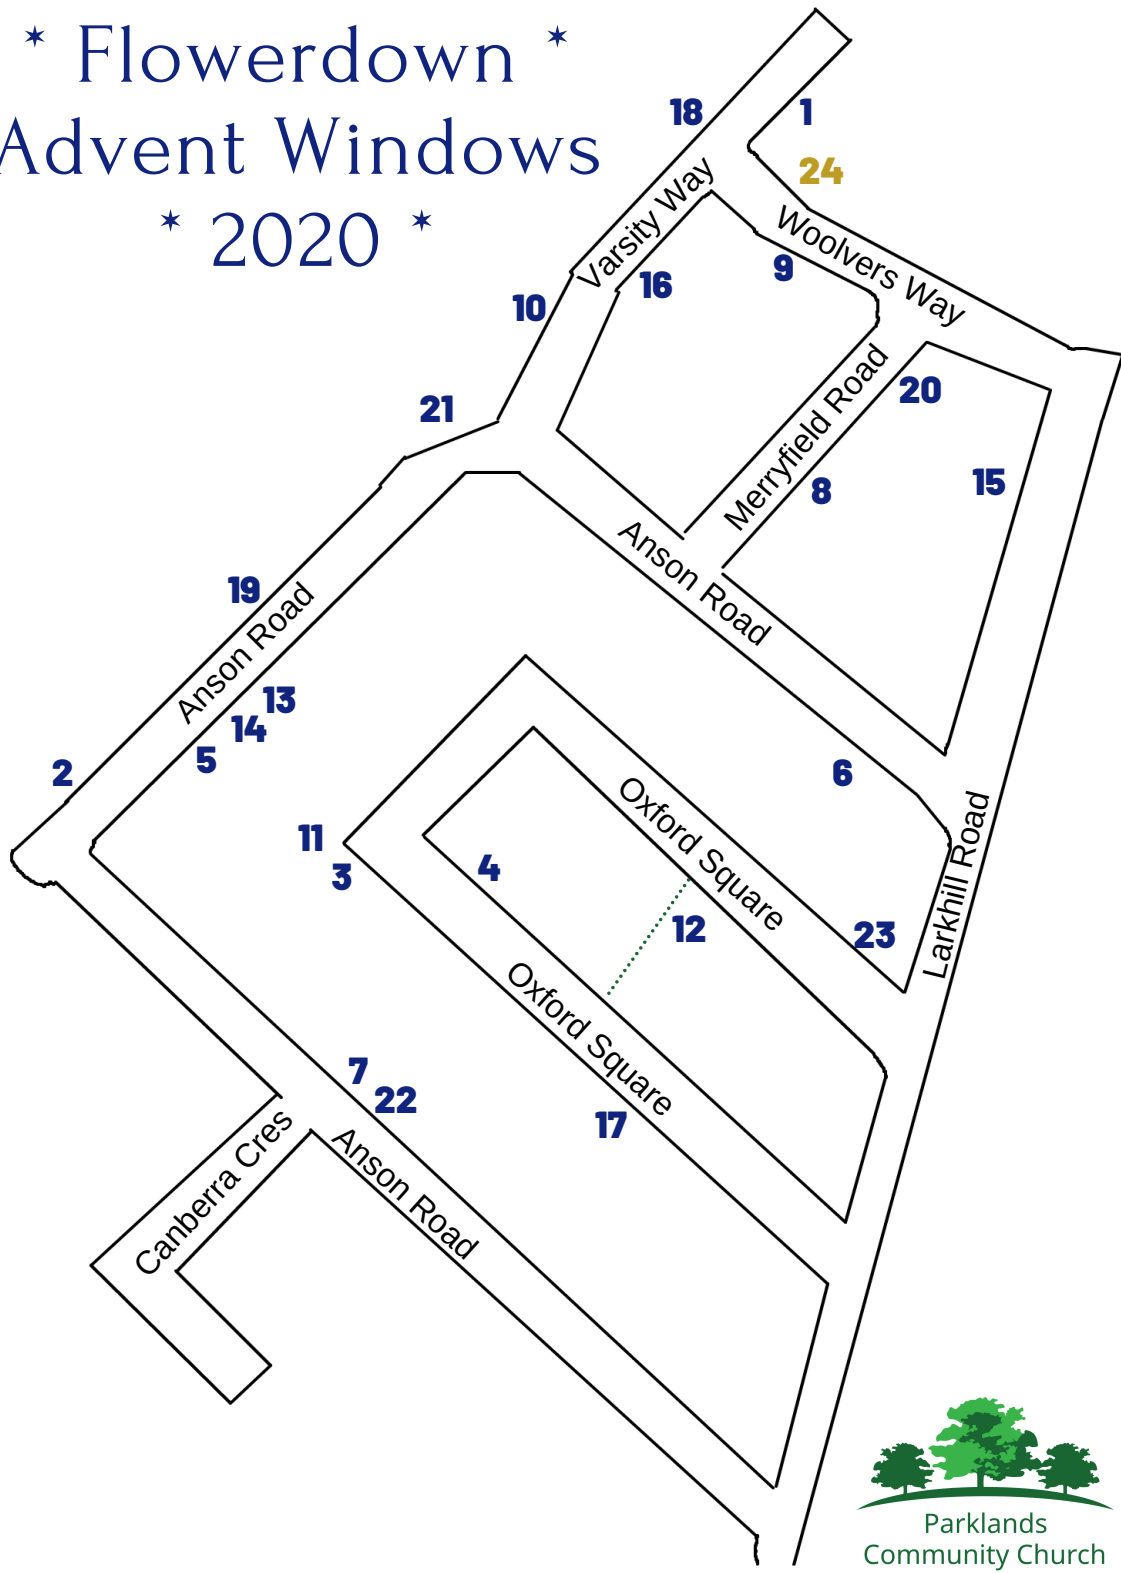 * Flowerdown *
Advent Windows
* 2020 *
18
1
24
Varsity Way
Woolvers Way
9
16
10
20
21
Merryfield Road
15
8
Anson Road
19
Anson Road
13
14
5
2
6
Oxford Square
11
3
4
12
23
Larkhill Road
Oxford Square
7
22
17
Canberra Cres
Anson Road
Parklands
Community Church